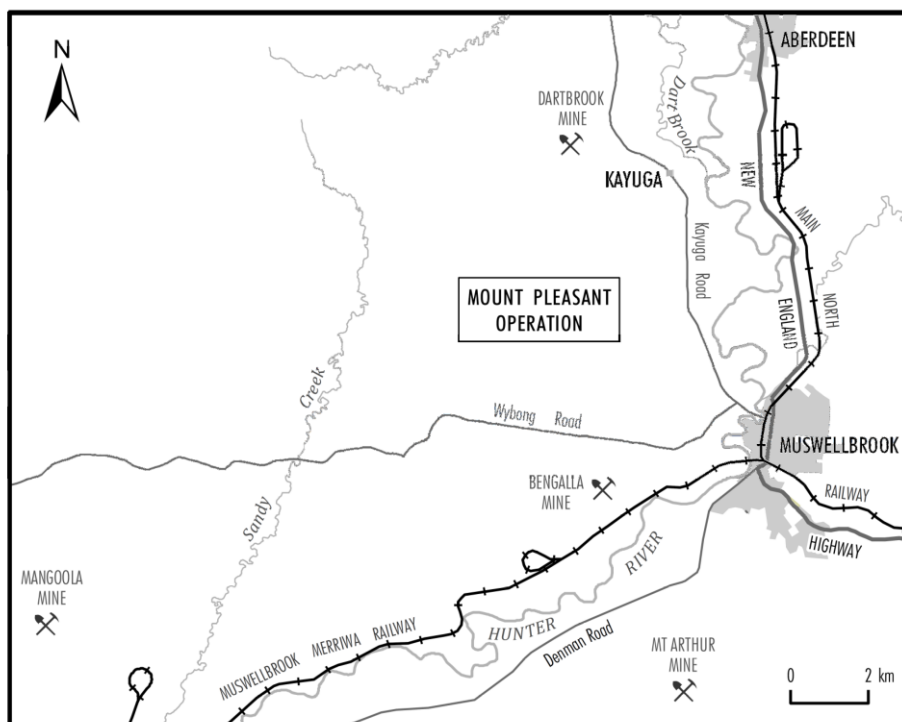 N
ABERDEEN
DARTBROOK
MINE
Dart Brook
KAYUGA
NEW
MAIN
Kayuga Road
MOUNT PLEASANT
OPERATION
ENGLAND
NORTH
Creek
Wybong Road
MUSWELLBROOK
BENGALLA
MINE
RAILWAY
Sandy
HIGHWAY
RIVER
MANGOOLA
MINE
HUNTER
MUSWELLBROOK MERRIWA RAILWAY
Denman Road
MT ARTHUR
MINE
0 2 km